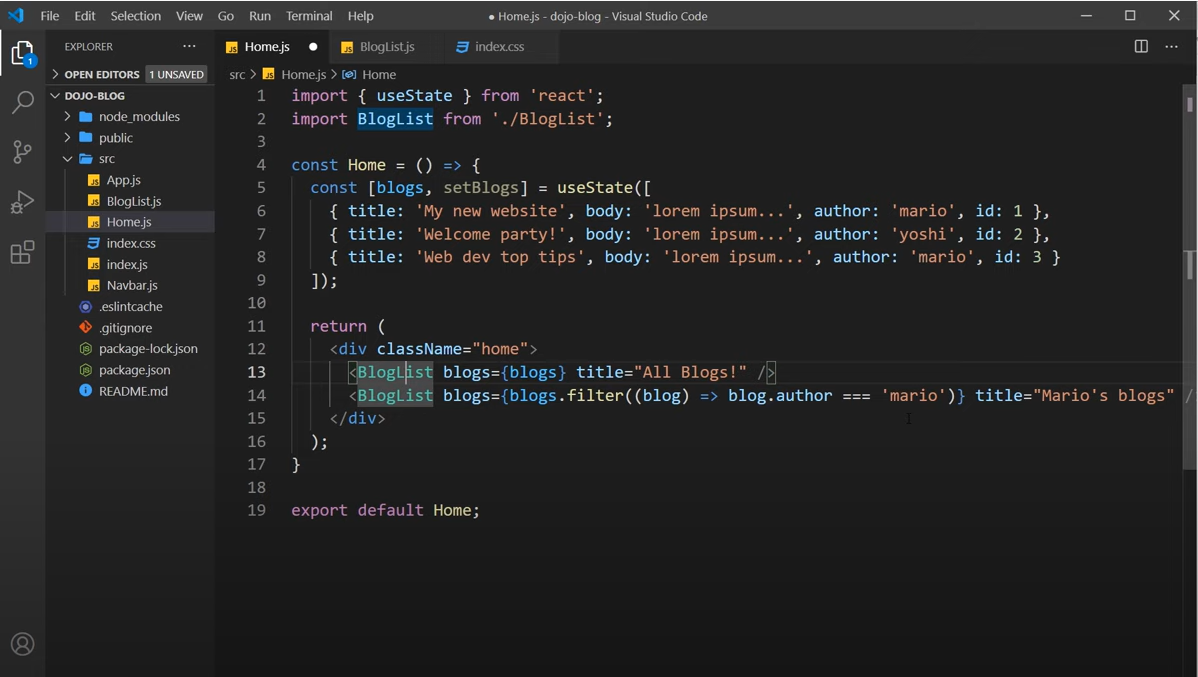 File Edit Selection View Go Run Terminal Help
● Home.js - dojo-blog - Visual Studio Code
EXPLORER ···
Home.js ●
BlogList.js
index.css
OPEN EDITORS 1 UNSAVED
src > Home.js > Home
DOJO-BLOG
node_modules
public
src
App.js
BlogList.js
Home.js
index.css
index.js
Navbar.js
.eslintcache
.gitignore
package-lock.json
package.json
README.md
1
1 import { useState } from 'react';
2 import BlogList from './BlogList';
3
4 const Home = () => {
5 const [blogs, setBlogs] = useState([
6 { title: 'My new website', body: 'lorem ipsum...', author: 'mario', id: 1 },
7 { title: 'Welcome party!', body: 'lorem ipsum...', author: 'yoshi', id: 2 },
8 { title: 'Web dev top tips', body: 'lorem ipsum...', author: 'mario', id: 3 }
9 ]);
10
11 return (
12 <div className="home">
13 <BlogList blogs={blogs} title="All Blogs!" />
14 <BlogList blogs={blogs.filter((blog) => blog.author === 'mario')} title="Mario's blogs" /
15 </div>
16 );
17 }
18
19 export default Home;